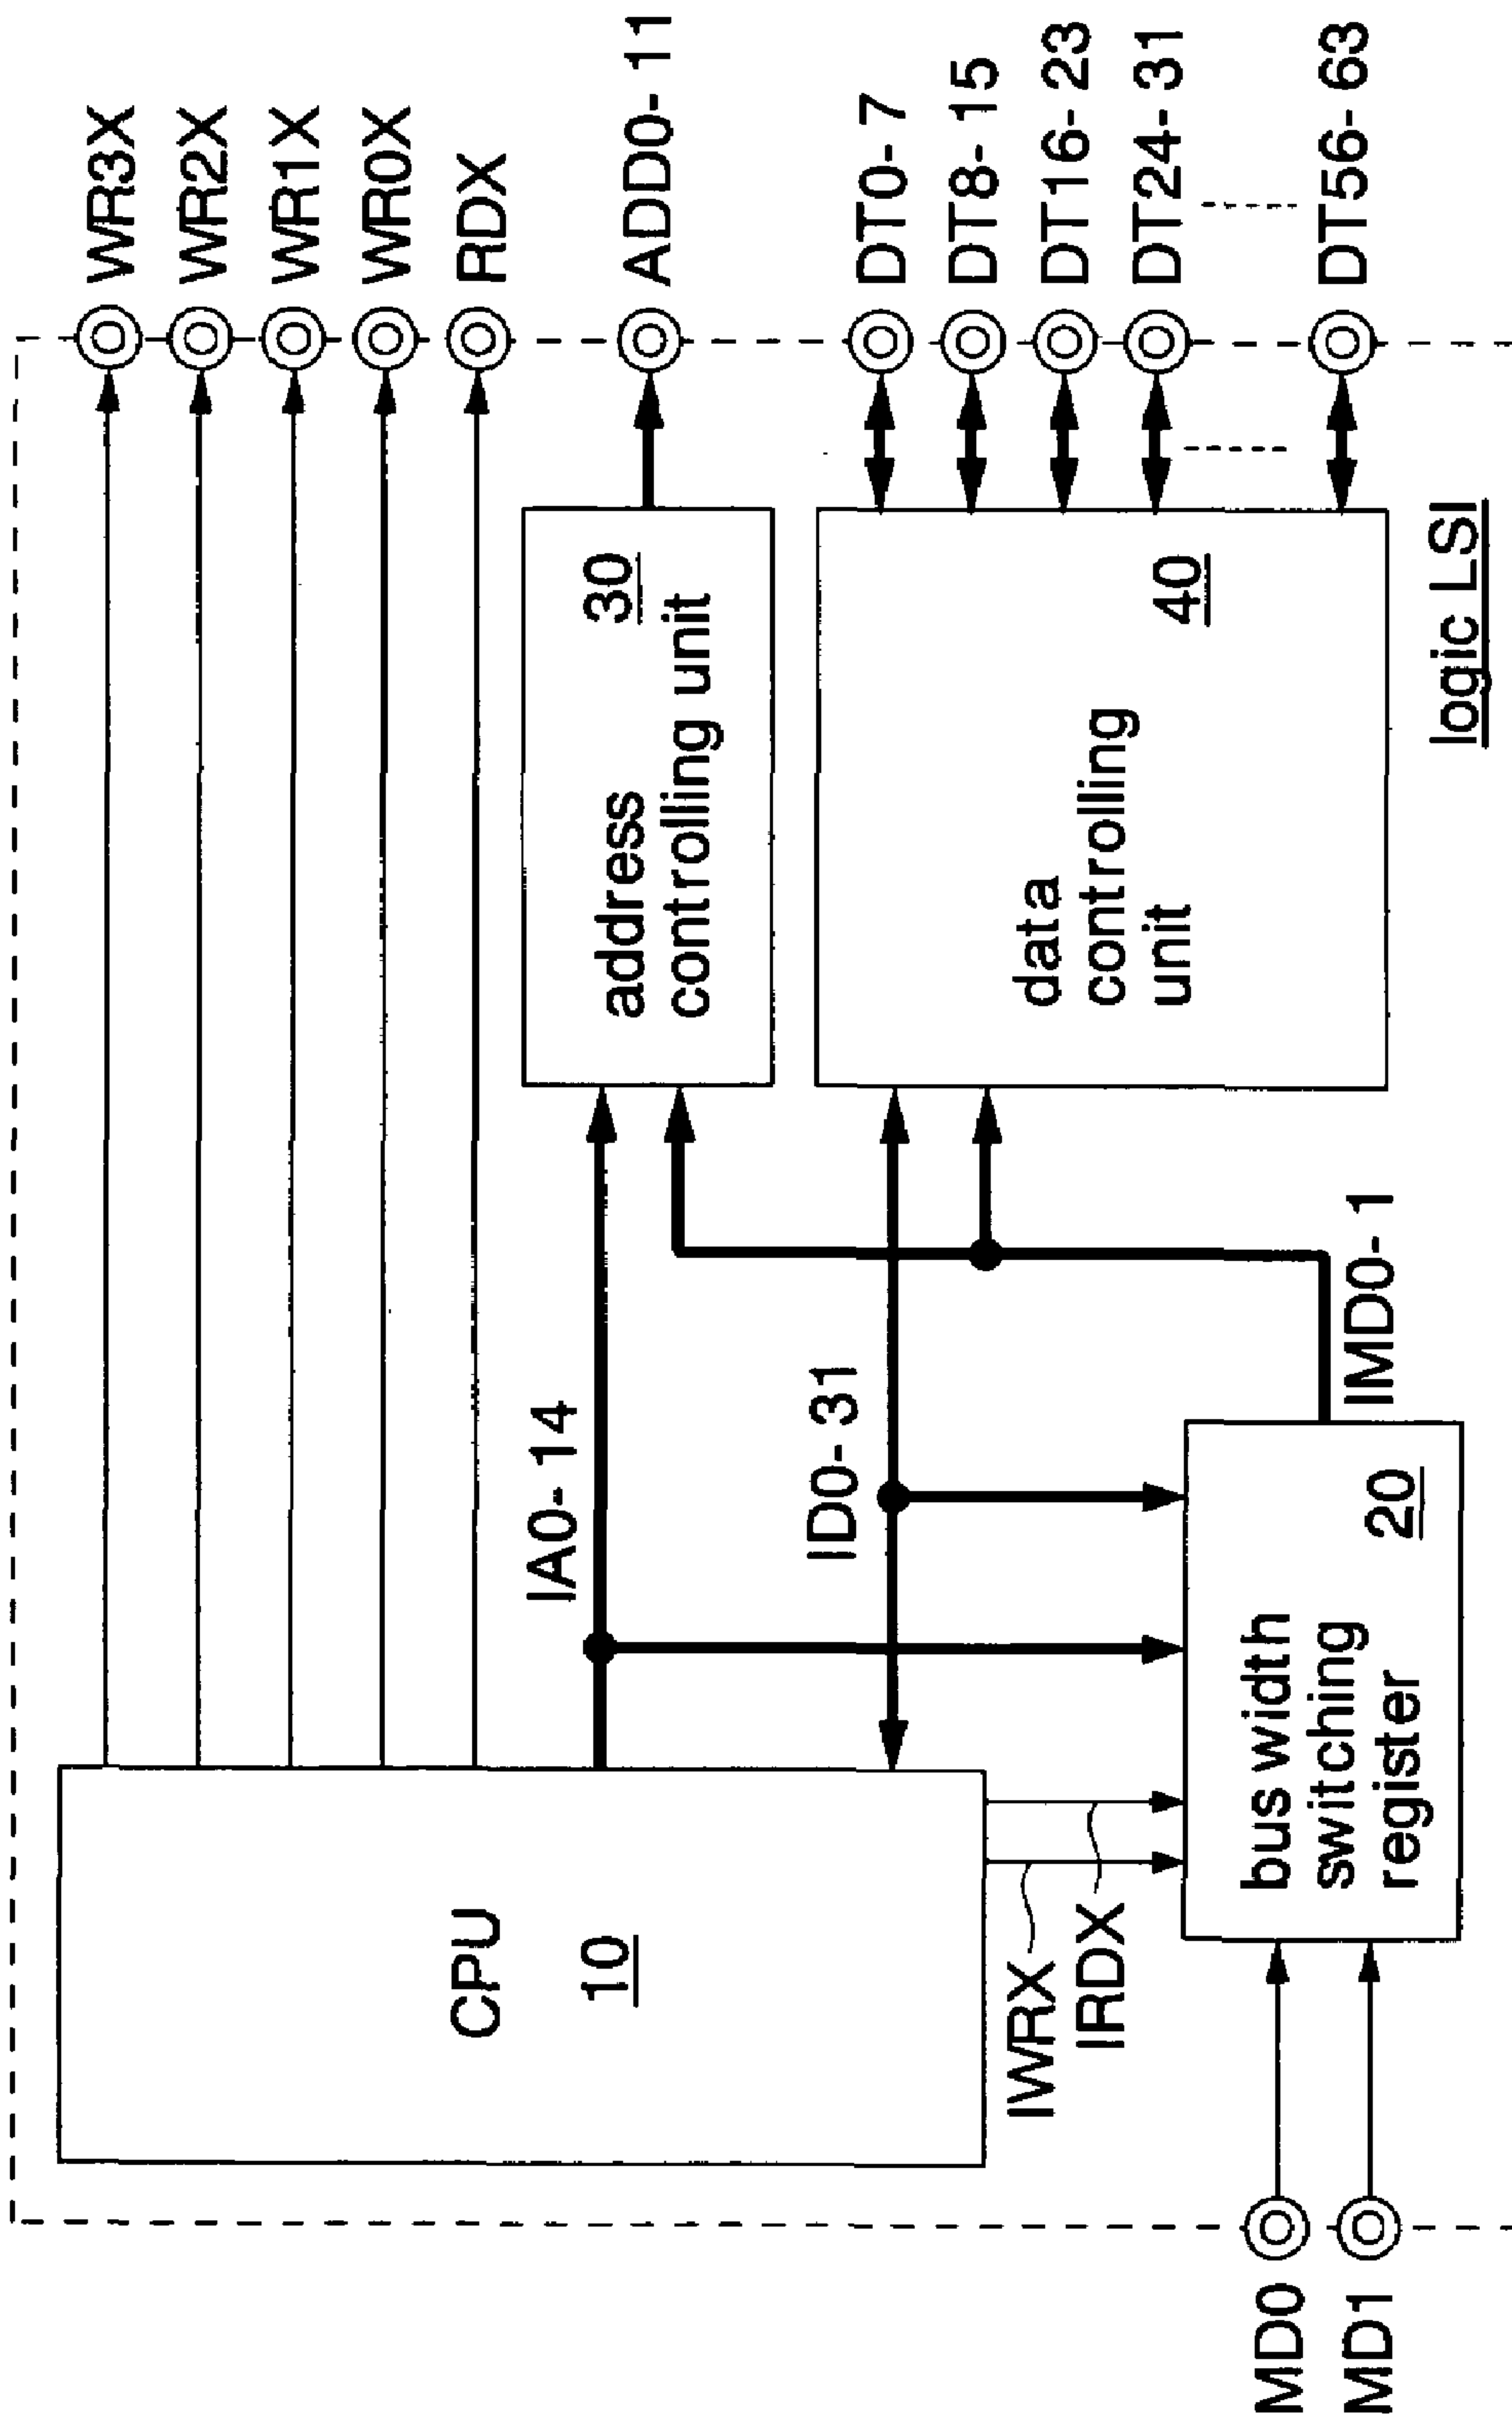 WR3X
WR2X
WR1X
WR0X
RDX
ADD0- 11
DT0- 7
DT8- 15
DT16- 23
DT24- 31
DT56- 63
CPU
10
IA0- 14
address
controlling unit
30
ID0- 31
data
controlling
unit
40
IWRX
IRDX
bus width
switching
register
20
IMD0- 1
MD0
MD1
logic LSI